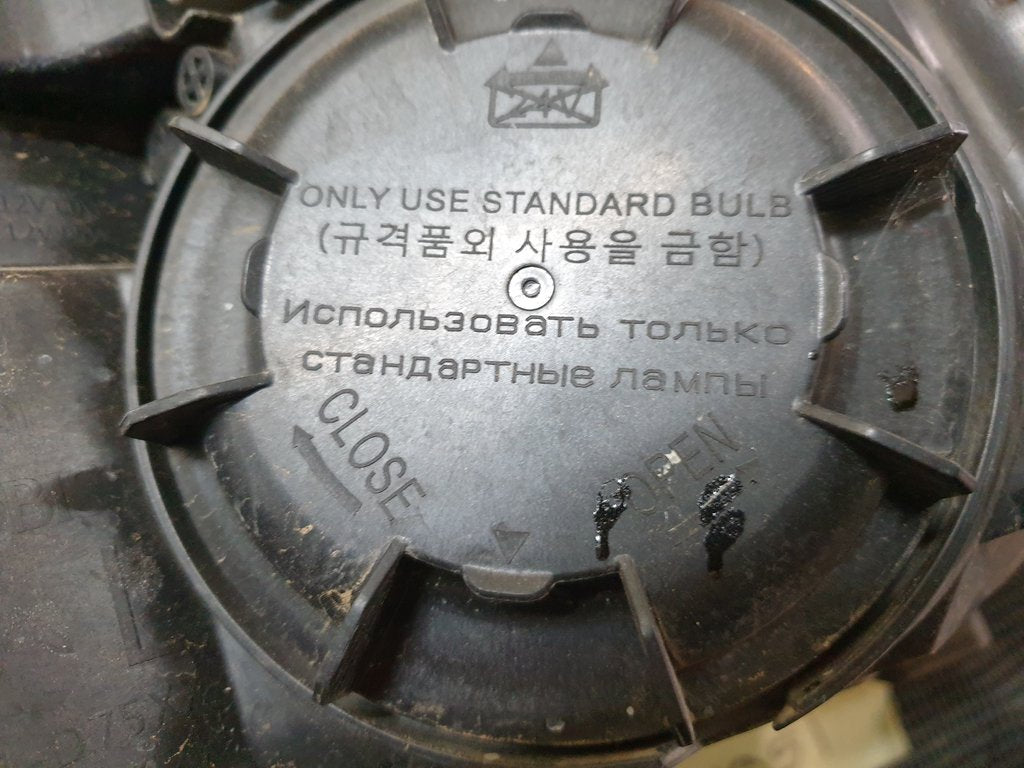 ONLY USE STANDARD BULB
(규격품외 사용을 금함)
Использовать только
стандартные лампы
CLOSE
OPEN